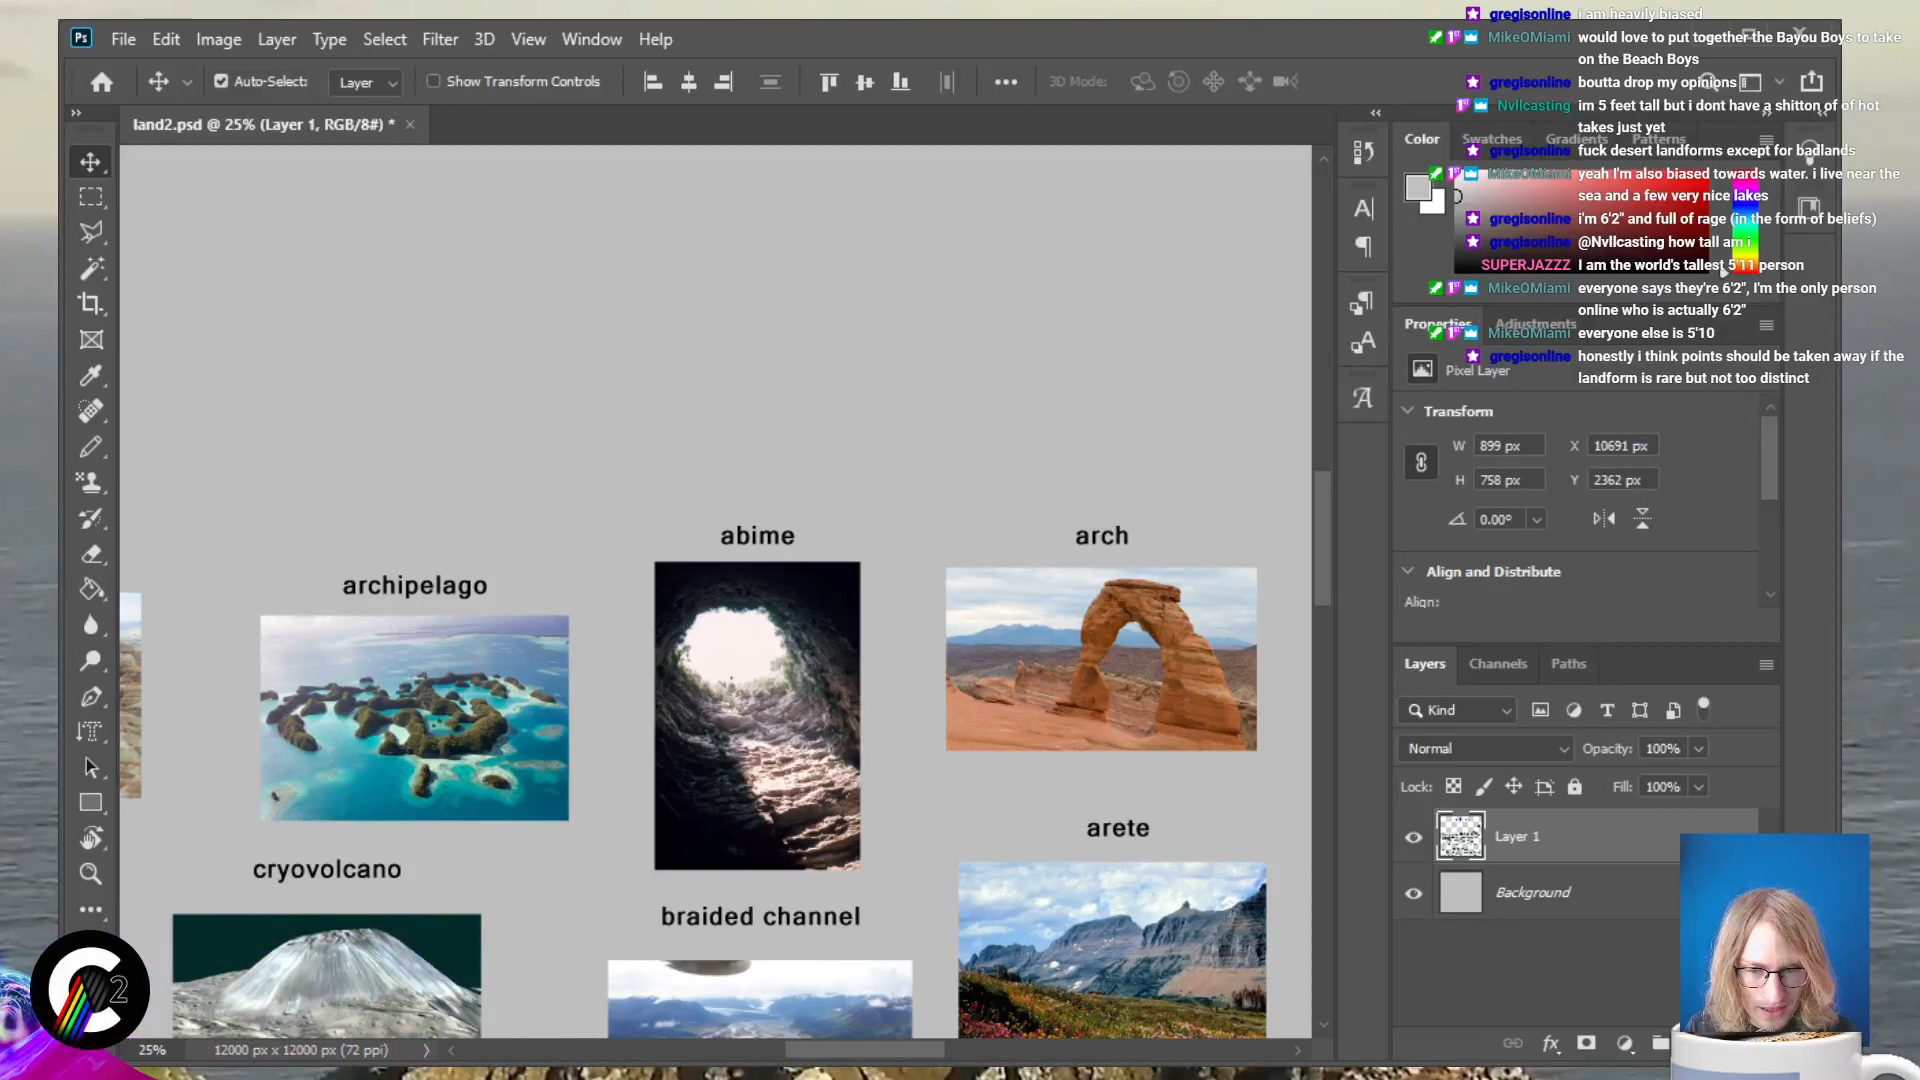 Ps File Edit Image Layer Type Select Filter 3D View Window Help
Auto-Select: Layer Show Transform Controls 3D Mode:
land2.psd @ 25% (Layer 1, RGB/8#) *
archipelago
abime
arch
cryovolcano
braided channel
arete
25% 12000 px x 12000 px (72 ppi)
gregisonline i am heavily biased
MikeOMiami would love to put together the Bayou Boys to take
on the Beach Boys
gregisonline boutta drop my opinions
Nvllcasting im 5 feet tall but i dont have a shitton of of hot
takes just yet
gregisonline fuck desert landforms except for badlands
MikeOMiami yeah I'm also biased towards water. i live near the
sea and a few very nice lakes
gregisonline i'm 6'2" and full of rage (in the form of beliefs)
gregisonline @Nvllcasting how tall am i
SUPERJAZZZ I am the world's tallest 5'11 person
MikeOMiami everyone says they're 6'2", I'm the only person
online who is actually 6'2"
MikeOMiami everyone else is 5'10
gregisonline honestly i think points should be taken away if the
landform is rare but not too distinct
Color Swatches Gradients Patterns
Properties Adjustments
Pixel Layer
Transform
W 899 px X 10691 px
H 758 px Y 2362 px
0.00°
Align and Distribute
Align:
Layers Channels Paths
Kind
Normal Opacity: 100%
Lock: Fill: 100%
Layer 1
Background
fx
C2